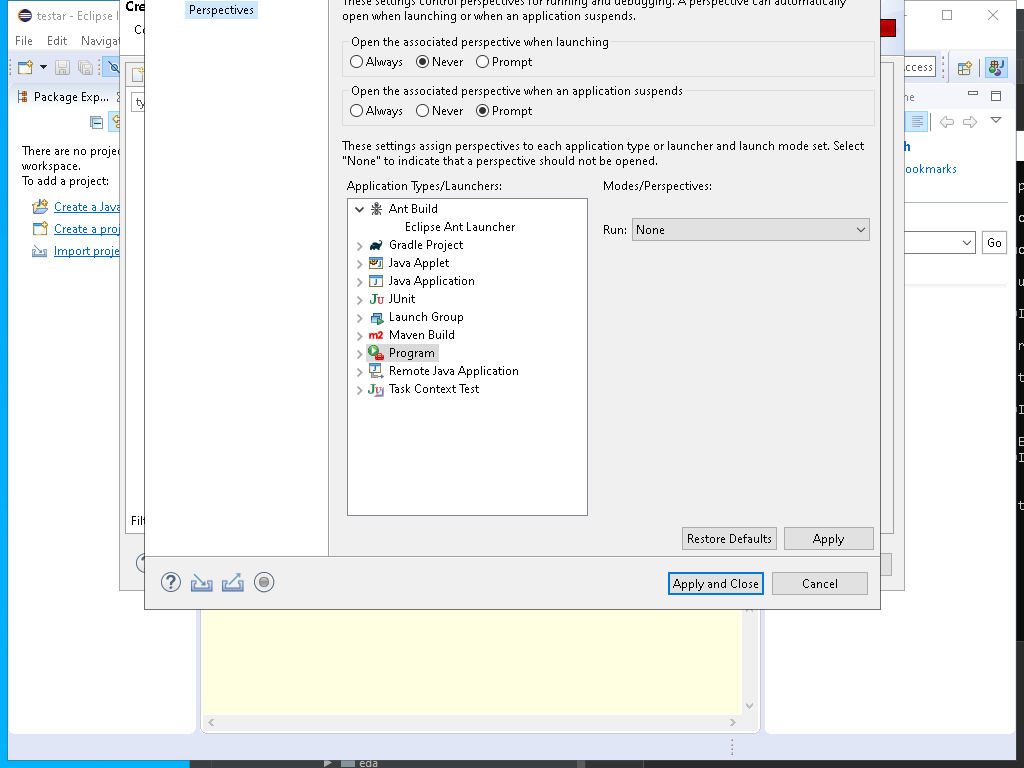 testar - Eclipse I
File Edit Navigat
Package Exp...
There are no proje
workspace.
To add a project:
Create a Java
Create a proj
Import proje
Cre
Perspectives
These settings control perspectives for running and debugging. A perspective can automatically
open when launching or when an application suspends.
Open the associated perspective when launching
Always Never Prompt
Open the associated perspective when an application suspends
Always Never Prompt
These settings assign perspectives to each application type or launcher and launch mode set. Select
"None" to indicate that a perspective should not be opened.
Application Types/Launchers:
Modes/Perspectives:
Ant Build
Eclipse Ant Launcher
Gradle Project
Java Applet
Java Application
JUnit
Launch Group
Maven Build
Program
Remote Java Application
Task Context Test
Run: None
Restore Defaults Apply
Apply and Close Cancel
ccess
ne
h
ookmarks
Go
Filt
eda